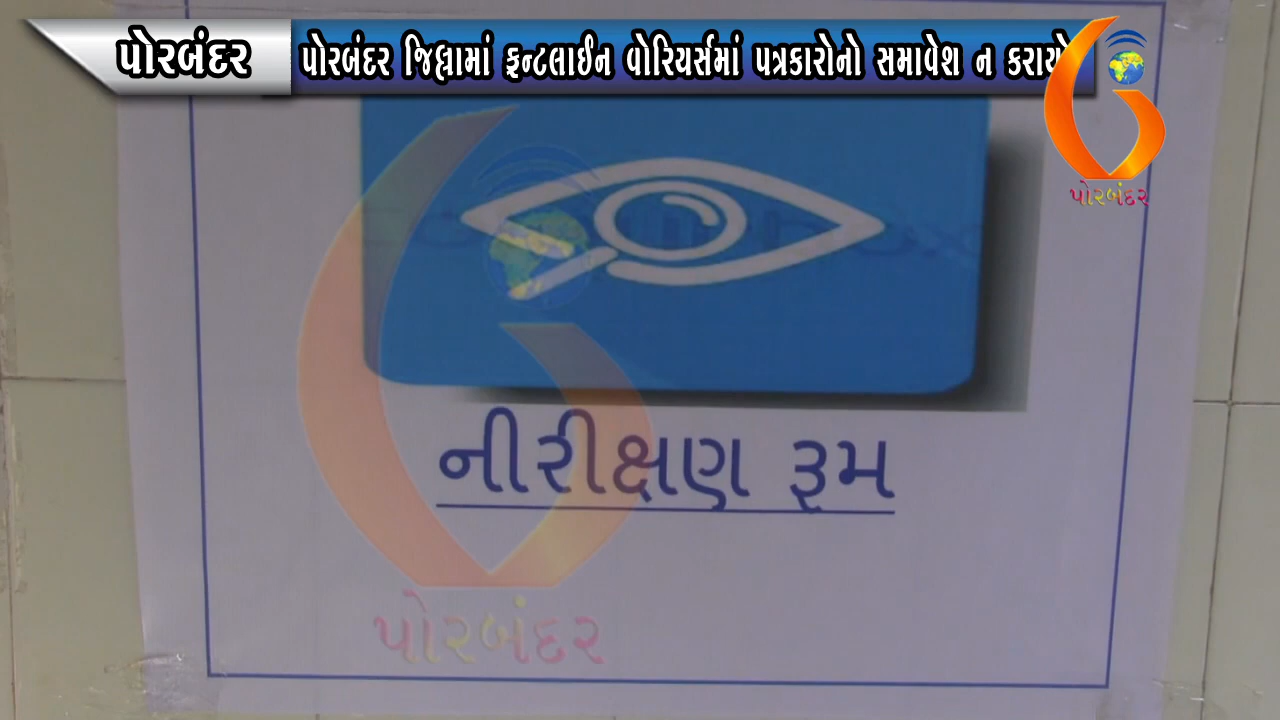 પોરબંદર
પોરબંદર જિલ્લામાં ફ્રન્ટલાઈન વોરિયર્સમાં પત્રકારોનો સમાવેશ ન કરાયો
પોરબંદર
નીરીક્ષણ રૂમ
પોરબંદર